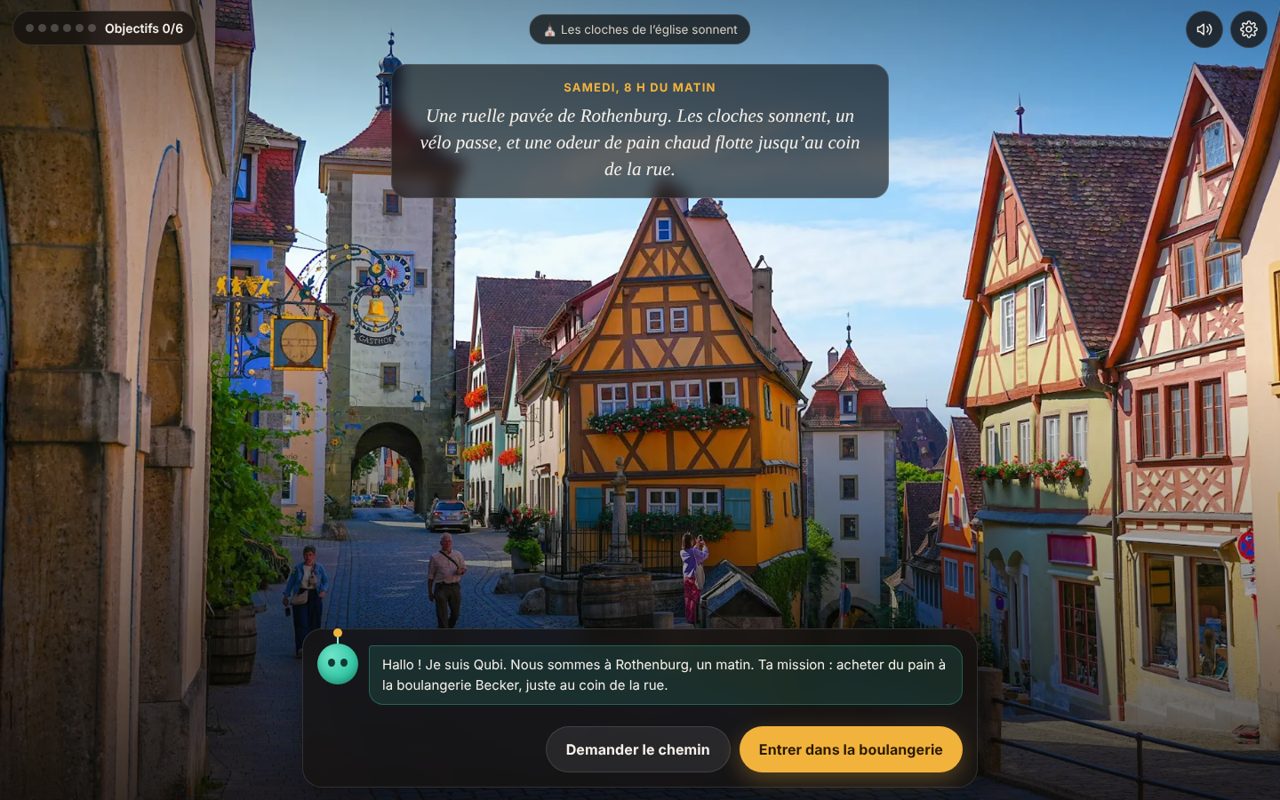 Objectifs 0/6
Les cloches de l’église sonnent
SAMEDI, 8 H DU MATIN
Une ruelle pavée de Rothenburg. Les cloches sonnent, un
vélo passe, et une odeur de pain chaud flotte jusqu’au coin
de la rue.
GASTHOF
Hallo ! Je suis Qubi. Nous sommes à Rothenburg, un matin. Ta mission : acheter du pain à
la boulangerie Becker, juste au coin de la rue.
Demander le chemin
Entrer dans la boulangerie